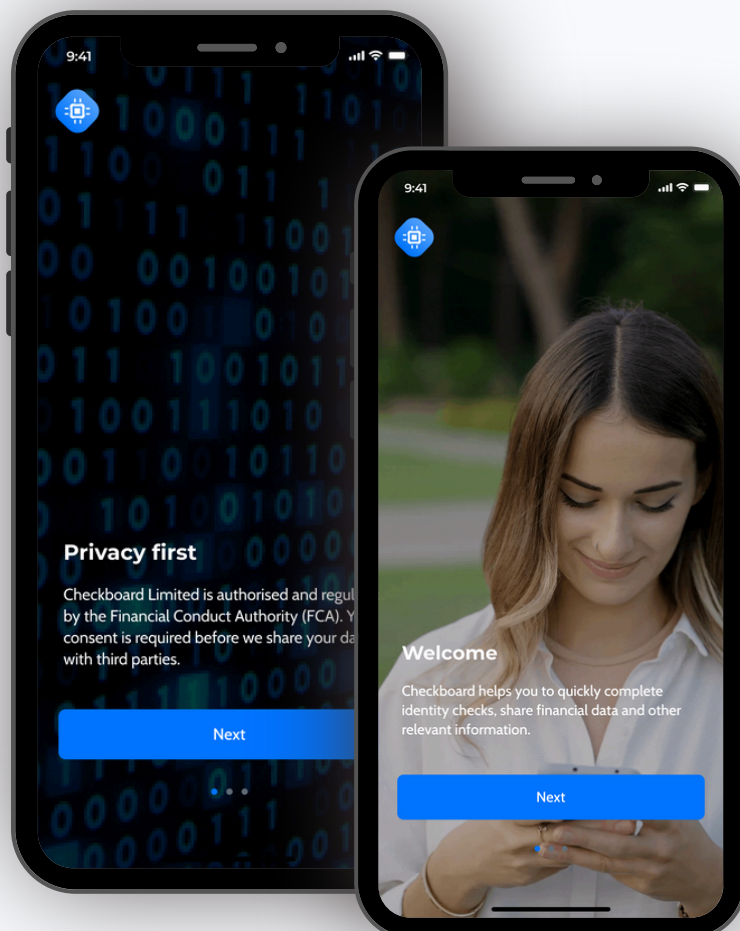 9:41
Privacy first
Checkboard Limited is authorised and regul
by the Financial Conduct Authority (FCA). Y
consent is required before we share your da
with third parties.
Next
9:41
Welcome
Checkboard helps you to quickly complete
identity checks, share financial data and other
relevant information.
Next